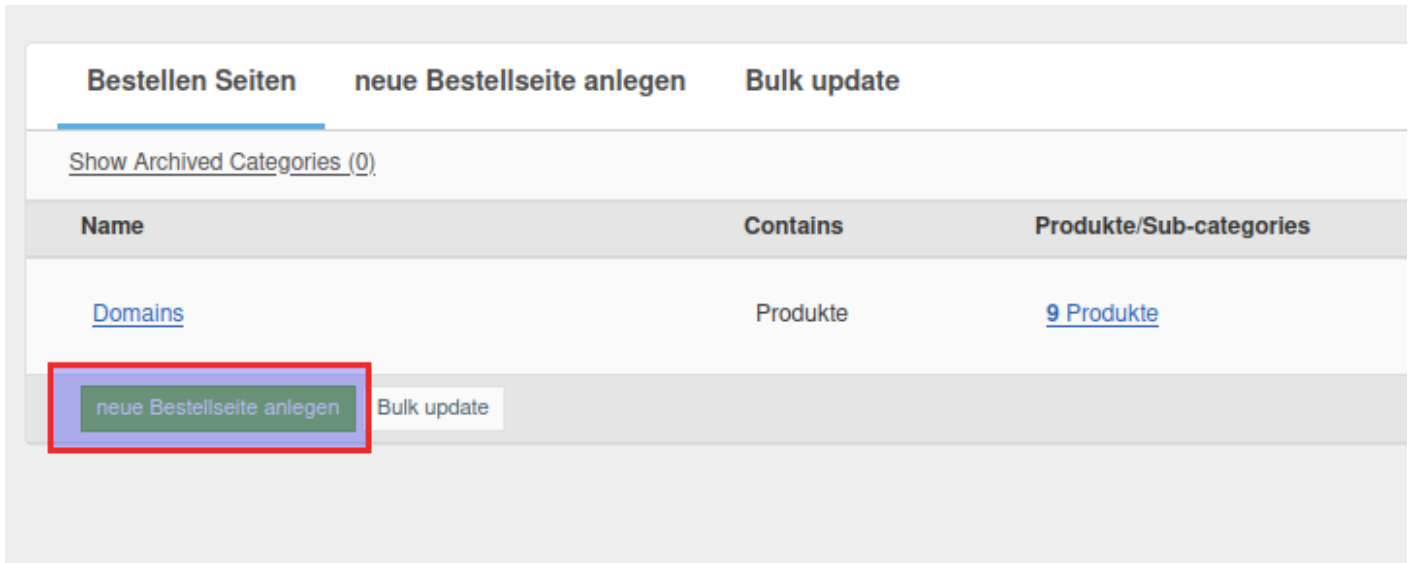 Bestellen Seiten neue Bestellseite anlegen Bulk update
Show Archived Categories (0)
Name Contains Produkte/Sub-categories
Domains Produkte 9 Produkte
neue Bestellseite anlegen Bulk update